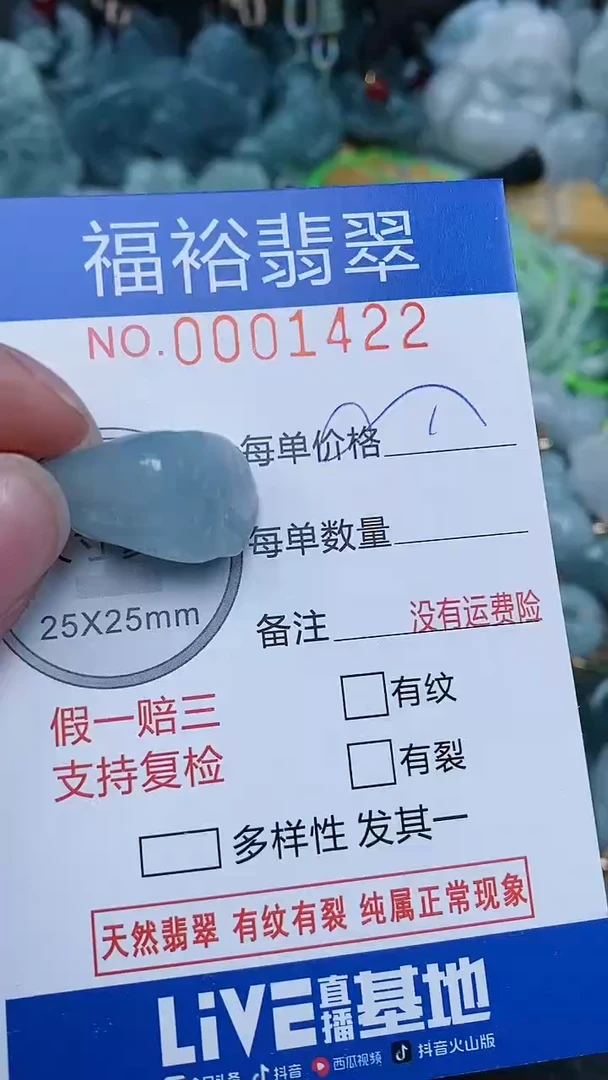 福裕翡翠
NO.0001422
每单价格
每单数量
25X25mm
备注 没有运费险
有纹
假一赔三
有裂
支持复检
多样性 发其一
天然翡翠 有纹有裂 纯属正常现象
LiVE直播基地
抖音 西瓜视频 抖音火山版